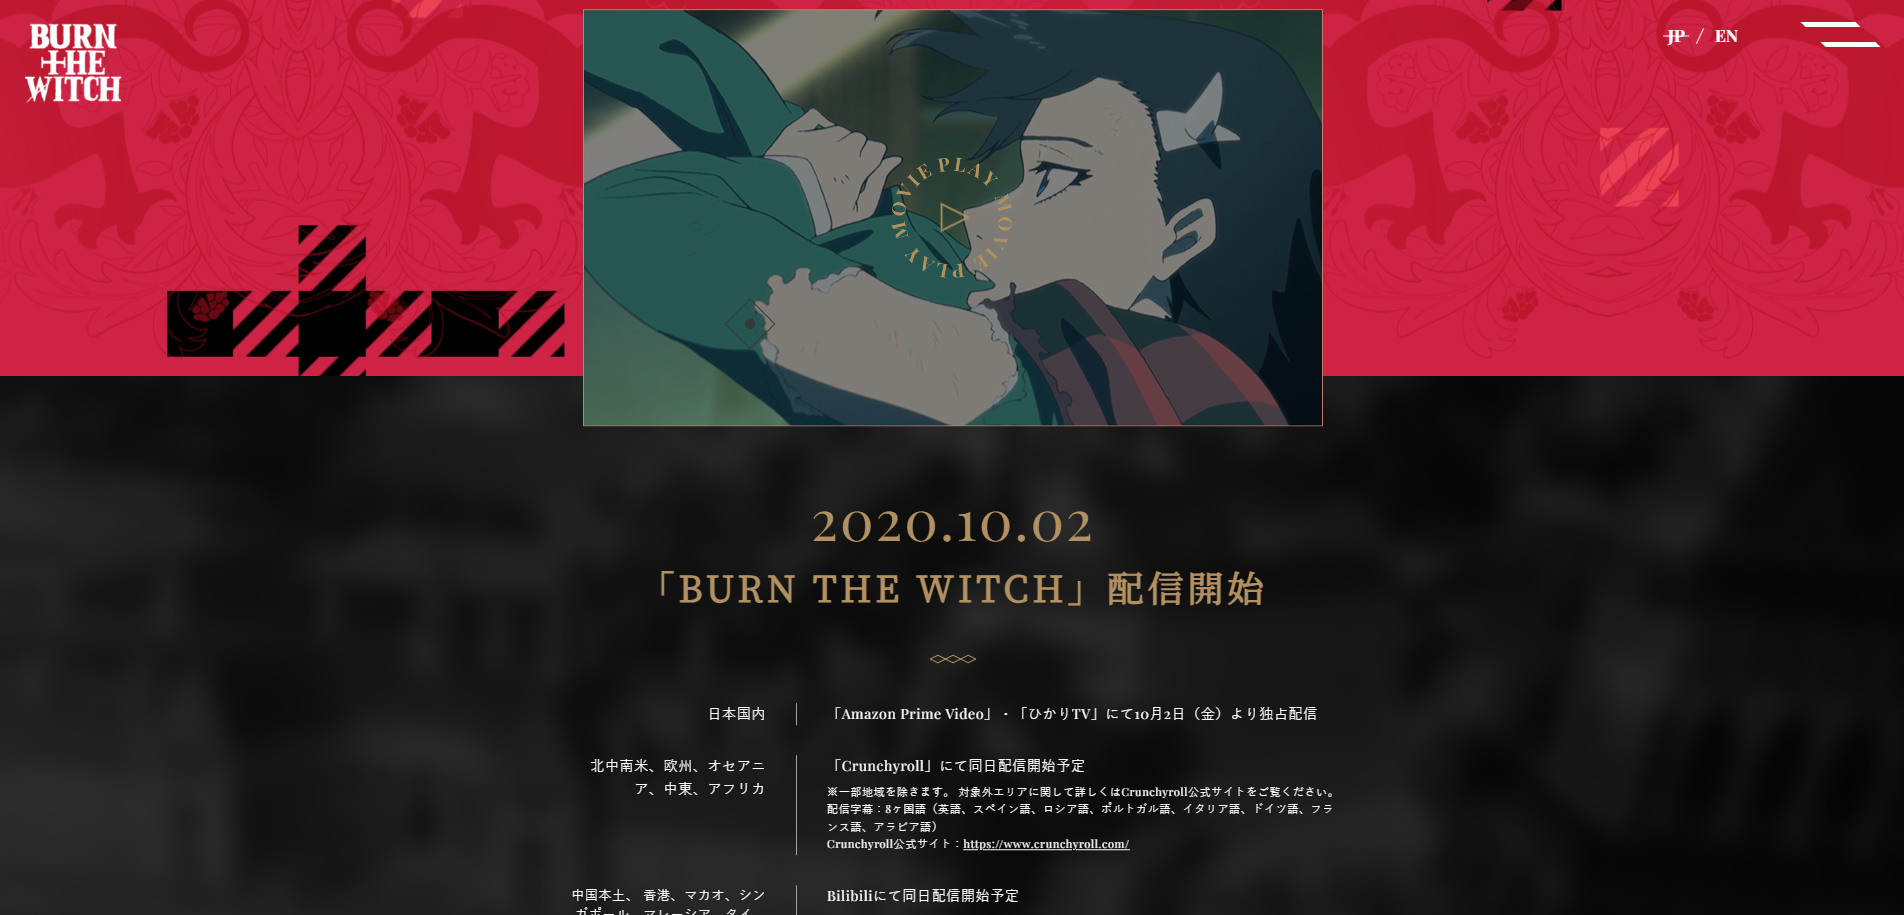 BURN
THE
WITCH
JP / EN
MOVIE PLAY MOVIE PLAY
2020.10.02
「BURN THE WITCH」配信開始
日本国内
「Amazon Prime Video」・「ひかりTV」にて10月2日（金）より独占配信
北中南米、欧州、オセアニ
ア、中東、アフリカ
「Crunchyroll」にて同日配信開始予定
※一部地域を除きます。 対象外エリアに関して詳しくはCrunchyroll公式サイトをご覧ください。
配信字幕：8ヶ国語（英語、スペイン語、ロシア語、ポルトガル語、イタリア語、ドイツ語、フラ
ンス語、アラビア語）
Crunchyroll公式サイト：https://www.crunchyroll.com/
中国本土、 香港、マカオ、シン
ガポール、マレーシア、タイ、
Bilibiliにて同日配信開始予定